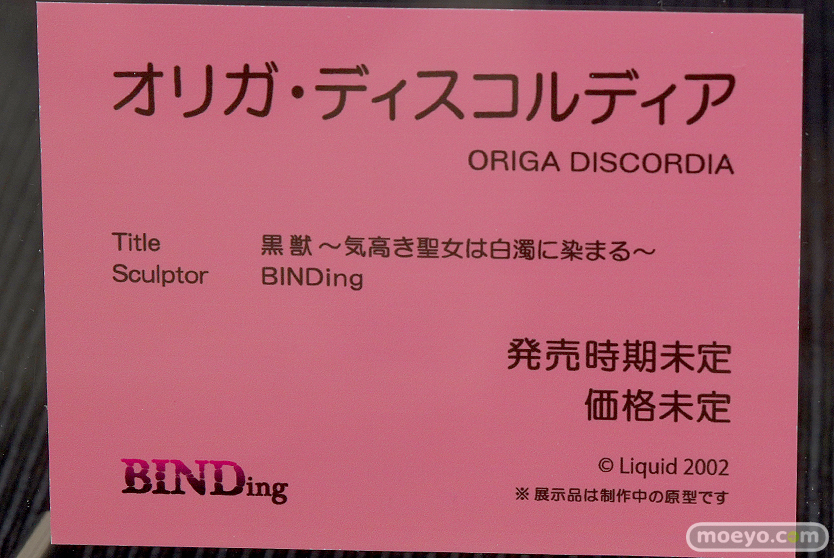 オリガ・ディスコルディア
ORIGA DISCORDIA
Title 黒獣～気高き聖女は白濁に染まる～
Sculptor BINDing
発売時期未定
価格未定
© Liquid 2002
BINDing
※展示品は制作中の原型です
moeyo.com